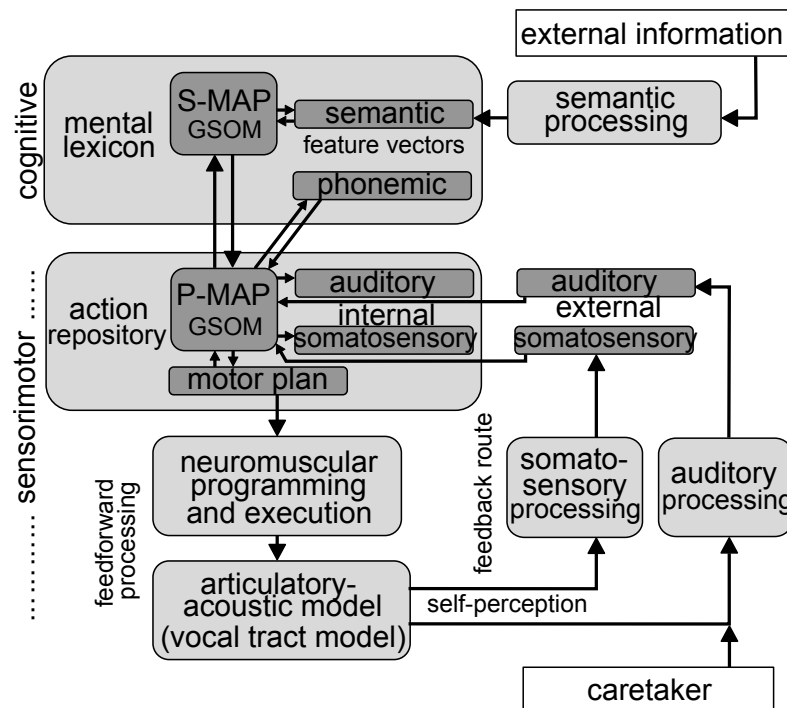 external information
cognitive
mental
lexicon
S-MAP
GSOM
semantic
feature vectors
phonemic
semantic
processing
............ sensorimotor ......
action
repository
P-MAP
GSOM
auditory
internal
somatosensory
motor plan
auditory
external
somatosensory
feedforward
processing
neuromuscular
programming
and execution
articulatory-
acoustic model
(vocal tract model)
self-perception
feedback route
somato-
sensory
processing
auditory
processing
caretaker